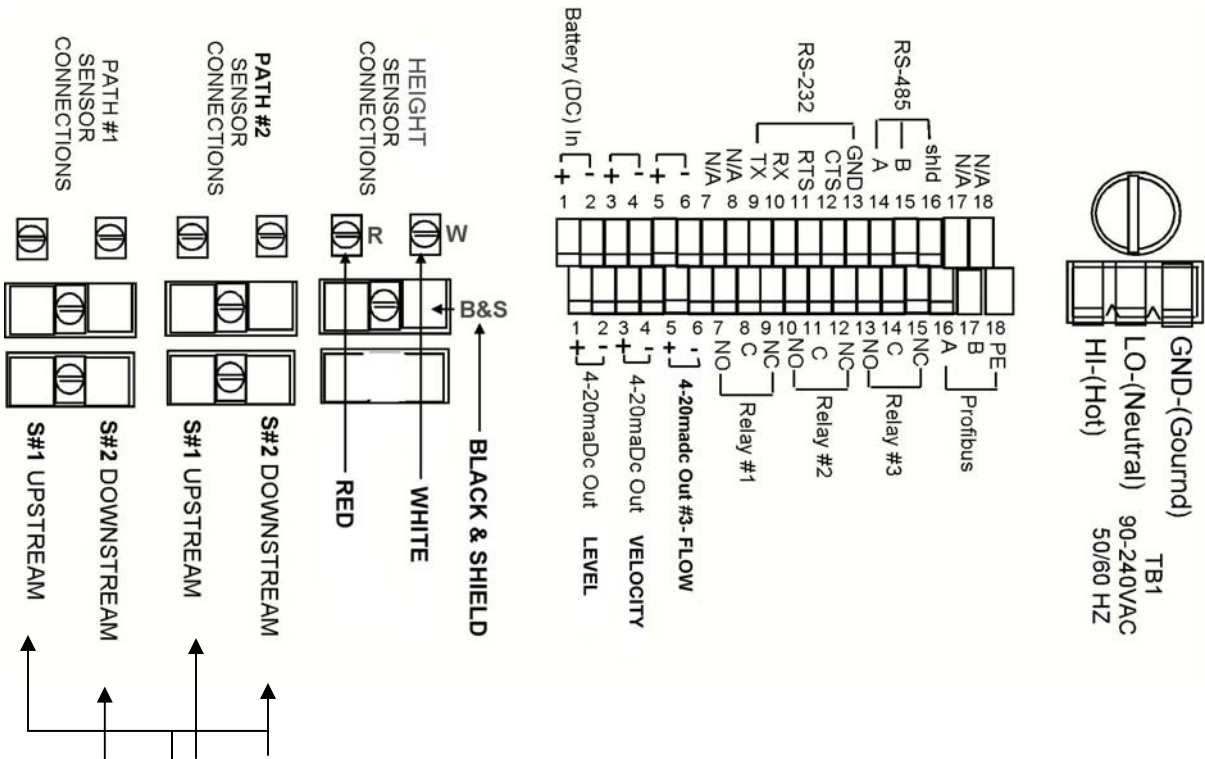 PATH #1
SENSOR
CONNECTIONS
PATH #2
SENSOR
CONNECTIONS
HEIGHT
SENSOR
CONNECTIONS
R
W
B&S
S#1 UPSTREAM
S#2 DOWNSTREAM
S#1 UPSTREAM
S#2 DOWNSTREAM
RED
WHITE
BLACK & SHIELD
Battery (DC) In
RS-232
RS-485
+ - + - + - N/A N/A TX RX RTS CTS GND A B shld N/A N/A
1 2 3 4 5 6 7 8 9 10 11 12 13 14 15 16 17 18
1 2 3 4 5 6 7 8 9 10 11 12 13 14 15 16 17 18
+ - + - + - NO C NC NO C NC NO C NC A B PE
4-20maDc Out LEVEL
4-20maDc Out VELOCITY
4-20madc Out #3- FLOW
Relay #1
Relay #2
Relay #3
Profibus
HI-(Hot)
LO-(Neutral)
GND-(Gournd)
TB1
90-240VAC
50/60 HZ